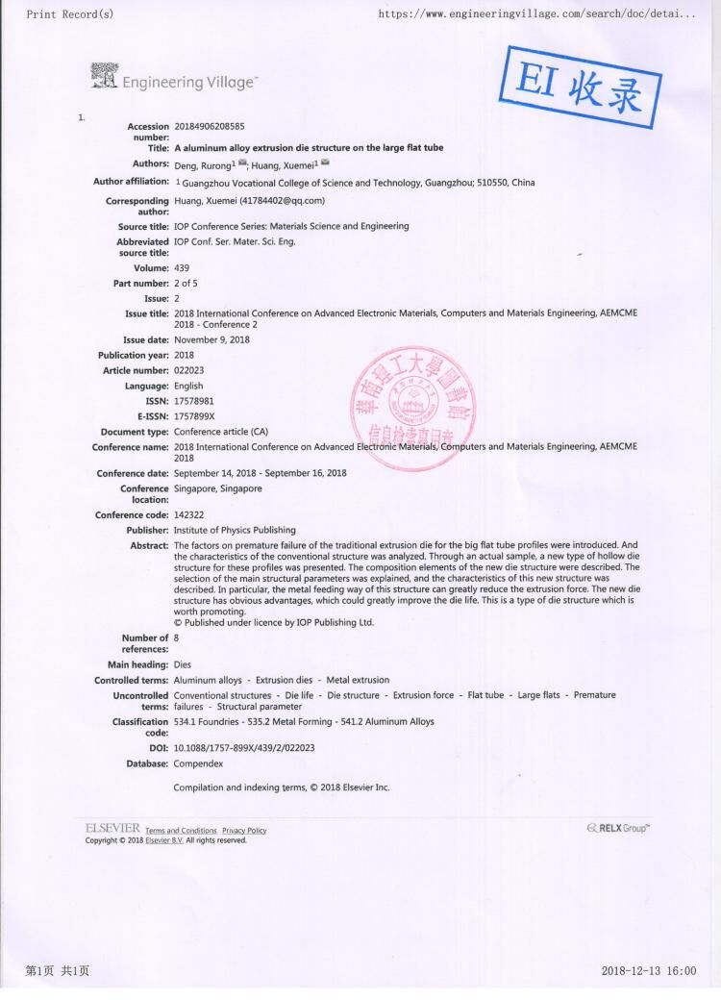 Print Record(s) https://www.engineeringvillage.com/search/doc/detai...
Engineering Village™
EI 收录
1.
Accession number: 20184906208585
Title: A aluminum alloy extrusion die structure on the large flat tube
Authors: Deng, Rurong1 ; Huang, Xuemei1
Author affiliation: 1 Guangzhou Vocational College of Science and Technology, Guangzhou; 510550, China
Corresponding author: Huang, Xuemei (41784402@qq.com)
Source title: IOP Conference Series: Materials Science and Engineering
Abbreviated source title: IOP Conf. Ser. Mater. Sci. Eng.
Volume: 439
Part number: 2 of 5
Issue: 2
Issue title: 2018 International Conference on Advanced Electronic Materials, Computers and Materials Engineering, AEMCME
2018 - Conference 2
Issue date: November 9, 2018
Publication year: 2018
Article number: 022023
Language: English
ISSN: 17578981
E-ISSN: 1757899X
Document type: Conference article (CA)
Conference name: 2018 International Conference on Advanced Electronic Materials, Computers and Materials Engineering, AEMCME
2018
Conference date: September 14, 2018 - September 16, 2018
Conference location: Singapore, Singapore
Conference code: 142322
Publisher: Institute of Physics Publishing
Abstract: The factors on premature failure of the traditional extrusion die for the big flat tube profiles were introduced. And
the characteristics of the conventional structure was analyzed. Through an actual sample, a new type of hollow die
structure for these profiles was presented. The composition elements of the new die structure were described. The
selection of the main structural parameters was explained, and the characteristics of this new structure was
described. In particular, the metal feeding way of this structure can greatly reduce the extrusion force. The new die
structure has obvious advantages, which could greatly improve the die life. This is a type of die structure which is
worth promoting.
© Published under licence by IOP Publishing Ltd.
Number of references: 8
Main heading: Dies
Controlled terms: Aluminum alloys - Extrusion dies - Metal extrusion
Uncontrolled terms: Conventional structures - Die life - Die structure - Extrusion force - Flat tube - Large flats - Premature
failures - Structural parameter
Classification code: 534.1 Foundries - 535.2 Metal Forming - 541.2 Aluminum Alloys
DOI: 10.1088/1757-899X/439/2/022023
Database: Compendex
Compilation and indexing terms, © 2018 Elsevier Inc.
華南理工大學圖書館
信息檢索專用章
ELSEVIER Terms and Conditions Privacy Policy
Copyright © 2018 Elsevier B.V. All rights reserved.
RELX Group™
第1页 共1页 2018-12-13 16:00